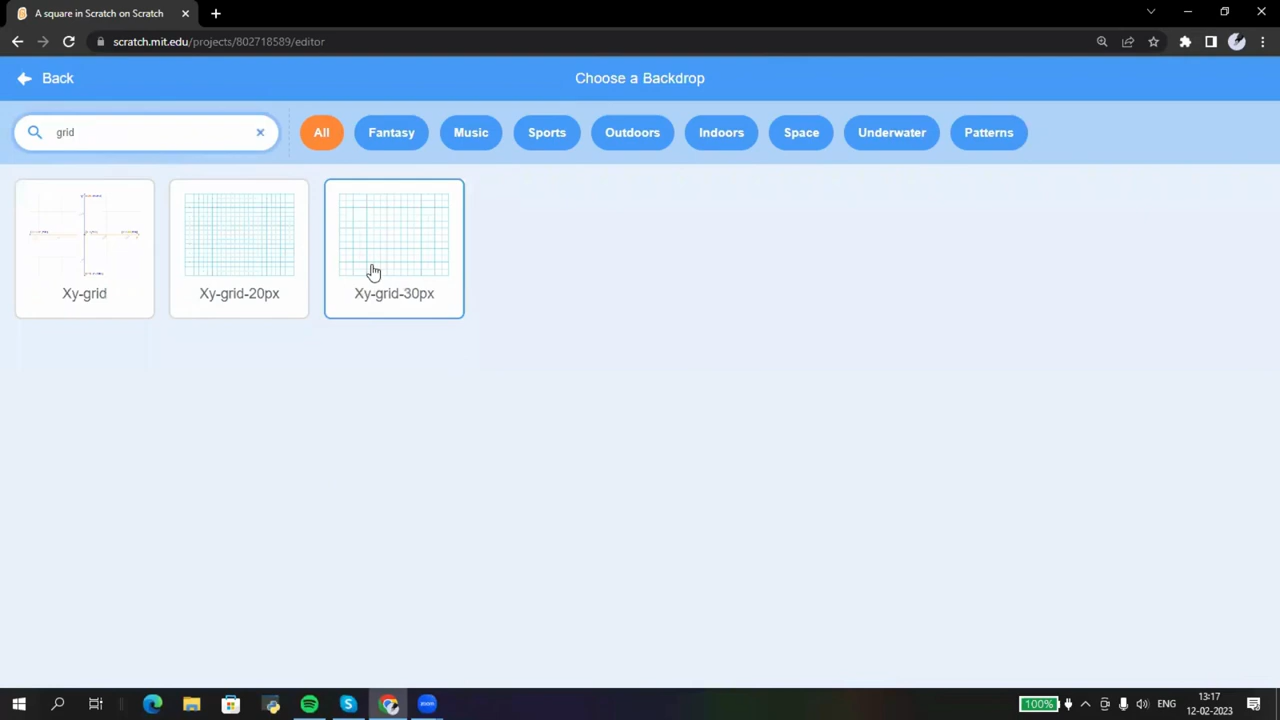 A square in Scratch on Scratch
scratch.mit.edu/projects/802718589/editor
Back
Choose a Backdrop
grid
All
Fantasy
Music
Sports
Outdoors
Indoors
Space
Underwater
Patterns
Xy-grid
Xy-grid-20px
Xy-grid-30px
zoom
100%
ENG
13:17
12-02-2023